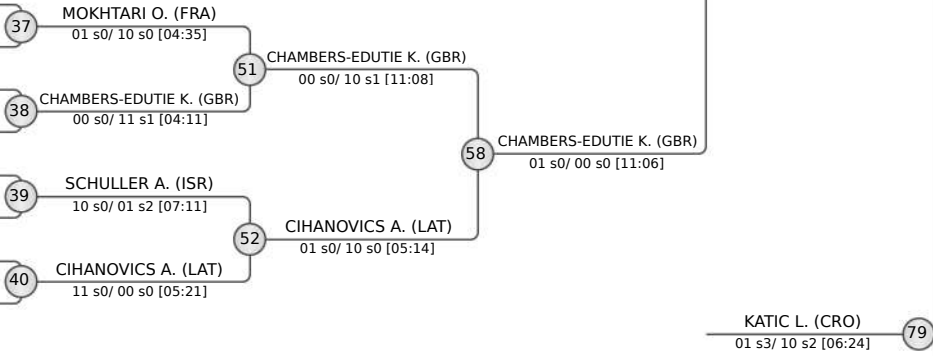 37
MOKHTARI O. (FRA)
01 s0/ 10 s0 [04:35]
51
CHAMBERS-EDUTIE K. (GBR)
00 s0/ 10 s1 [11:08]
38
CHAMBERS-EDUTIE K. (GBR)
00 s0/ 11 s1 [04:11]
58
CHAMBERS-EDUTIE K. (GBR)
01 s0/ 00 s0 [11:06]
39
SCHULLER A. (ISR)
10 s0/ 01 s2 [07:11]
52
CIHANOVICS A. (LAT)
01 s0/ 10 s0 [05:14]
40
CIHANOVICS A. (LAT)
11 s0/ 00 s0 [05:21]
KATIC L. (CRO)
01 s3/ 10 s2 [06:24]
79